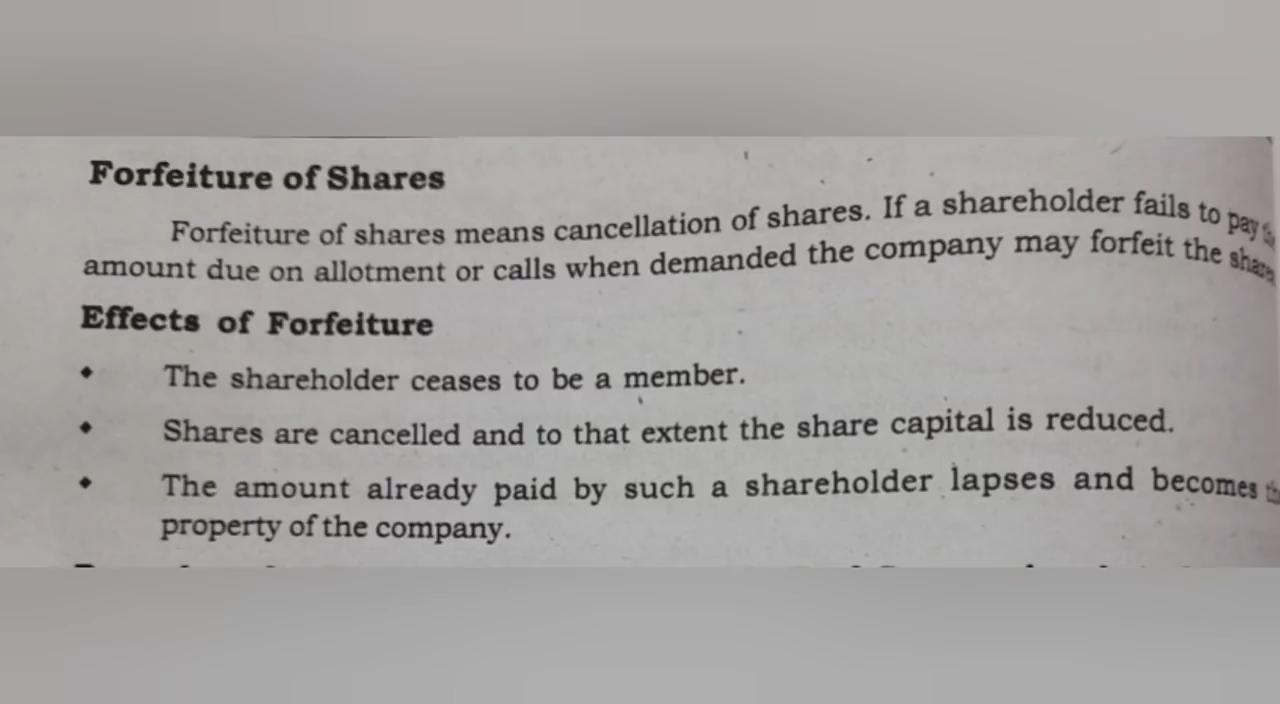 Forfeiture of Shares
Forfeiture of shares means cancellation of shares. If a shareholder fails to pay
amount due on allotment or calls when demanded the company may forfeit the
Effects of Forfeiture
The shareholder ceases to be a member.
Shares are cancelled and to that extent the share capital is reduced.
The amount already paid by such a shareholder lapses and becomes
property of the company.